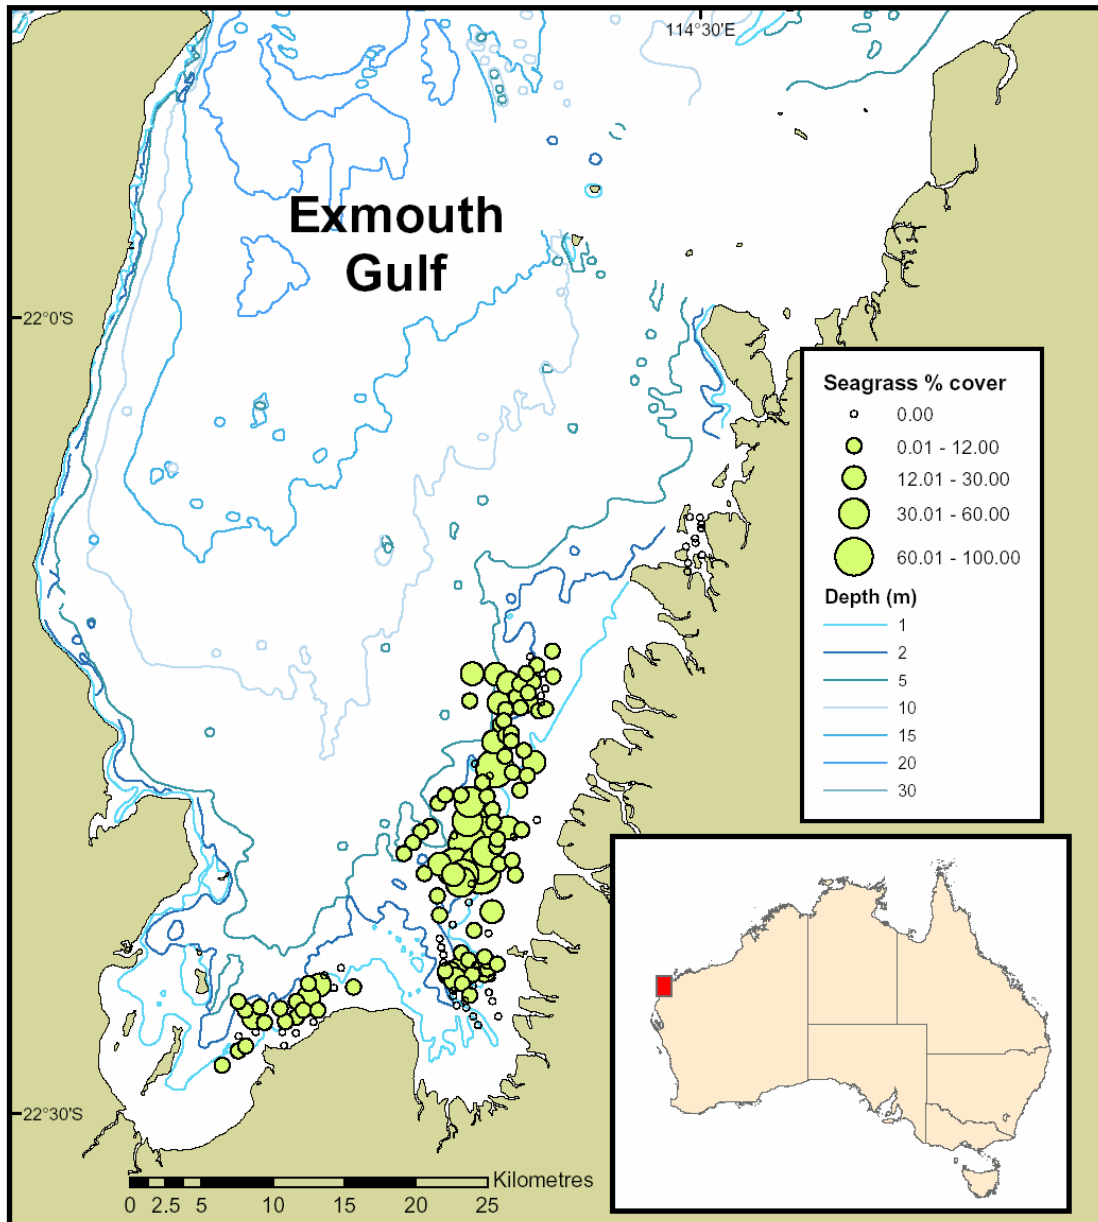 114°30'E
Exmouth
Gulf
22°0'S
Seagrass % cover
0.00
0.01 - 12.00
12.01 - 30.00
30.01 - 60.00
60.01 - 100.00
Depth (m)
1
2
5
10
15
20
30
22°30'S
Kilometres
0 2.5 5 10 15 20 25